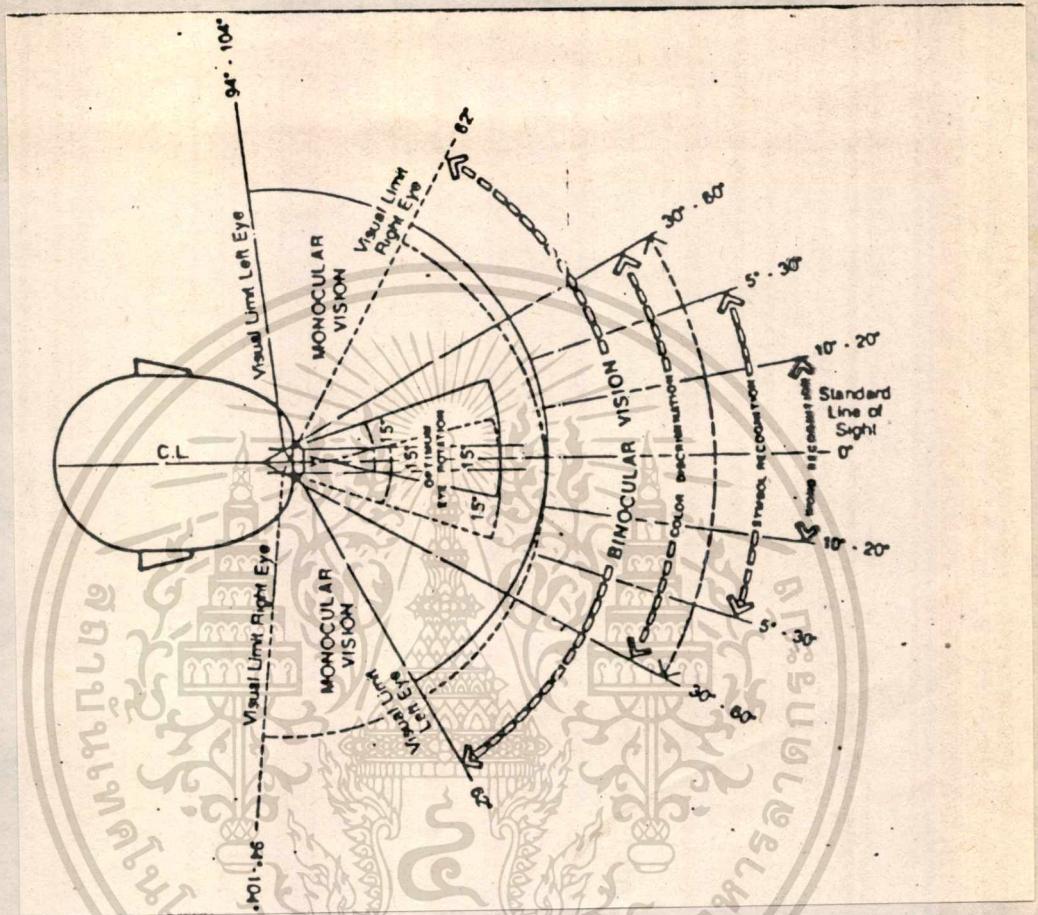 94° - 104°
Visual Limit Left Eye
62°
Visual Limit
Right Eye
MONOCULAR
VISION
30° - 60°
5° - 30°
10° - 20°
Standard
Line of
Sight
0°
C.L.
15°
15°
OPTIMUM
EYE ROTATION
15°
15°
BINOCULAR VISION
COLOR DISCRIMINATION
SYMBOL RECOGNITION
WORD RECOGNITION
10° - 20°
5° - 30°
30° - 60°
MONOCULAR
VISION
Visual Limit
Left Eye
62°
Visual Limit Right Eye
94° - 104°